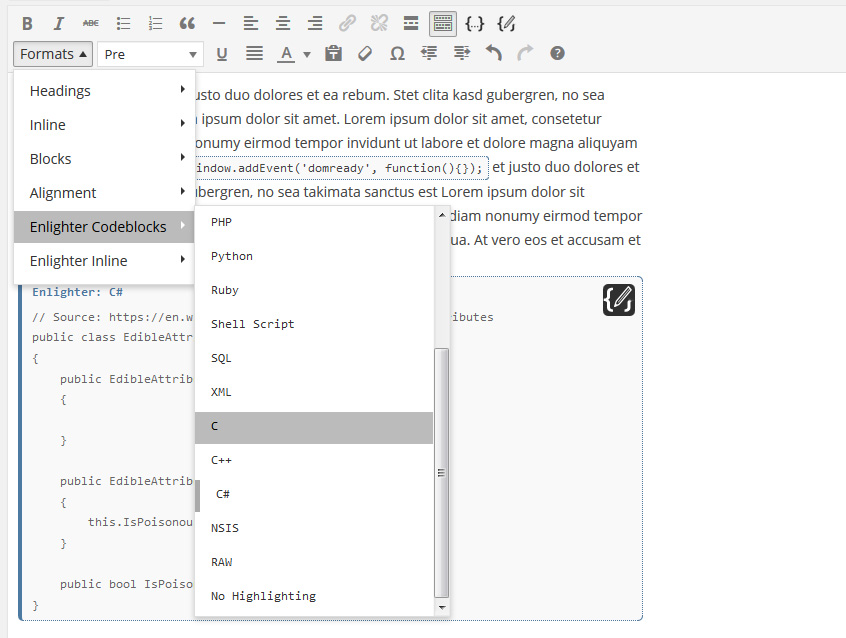 B I ABC
Formats Pre U A Ω
Headings
Inline
Blocks
Alignment
Enlighter Codeblocks
Enlighter Inline
justo duo dolores et ea rebum. Stet clita kasd gubergren, no sea
ipsum dolor sit amet. Lorem ipsum dolor sit amet, consetetur
nonumy eirmod tempor invidunt ut labore et dolore magna aliquyam
indow.addEvent('domready', function(){}); et justo duo dolores et
ubergren, no sea takimata sanctus est Lorem ipsum dolor sit
diam nonumy eirmod tempor
ua. At vero eos et accusam et
PHP
Python
Ruby
Shell Script
SQL
XML
C
C++
C#
NSIS
RAW
No Highlighting
Enlighter: C#
// Source: https://en.w ibutes
public class EdibleAttr
{
public EdibleAttrib
{
}
public EdibleAttrib
{
this.IsPoisonou
}
public bool IsPoiso
}